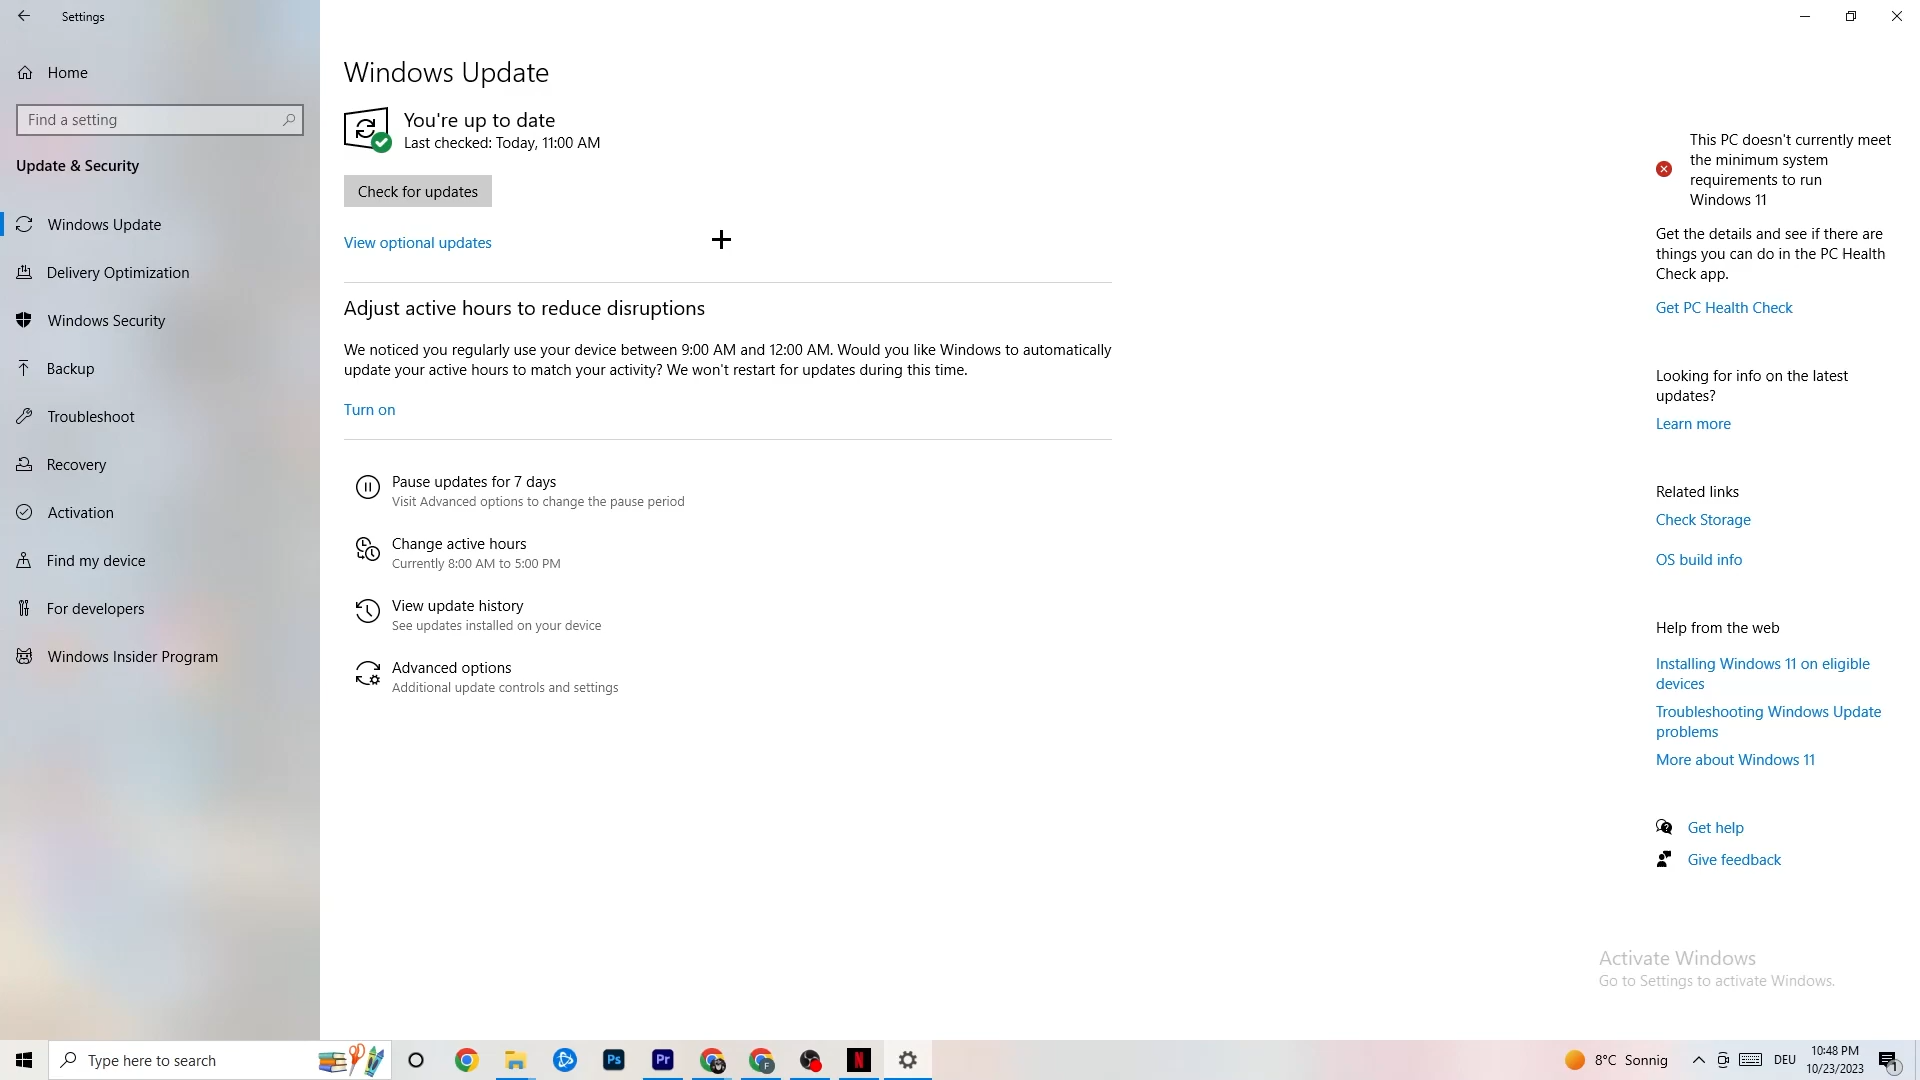 Settings
Home
Find a setting
Update & Security
Windows Update
Delivery Optimization
Windows Security
Backup
Troubleshoot
Recovery
Activation
Find my device
For developers
Windows Insider Program
Windows Update
You're up to date
Last checked: Today, 11:00 AM
Check for updates
View optional updates
Adjust active hours to reduce disruptions
We noticed you regularly use your device between 9:00 AM and 12:00 AM. Would you like Windows to automatically
update your active hours to match your activity? We won't restart for updates during this time.
Turn on
Pause updates for 7 days
Visit Advanced options to change the pause period
Change active hours
Currently 8:00 AM to 5:00 PM
View update history
See updates installed on your device
Advanced options
Additional update controls and settings
This PC doesn't currently meet
the minimum system
requirements to run
Windows 11
Get the details and see if there are
things you can do in the PC Health
Check app.
Get PC Health Check
Looking for info on the latest
updates?
Learn more
Related links
Check Storage
OS build info
Help from the web
Installing Windows 11 on eligible
devices
Troubleshooting Windows Update
problems
More about Windows 11
Get help
Give feedback
Activate Windows
Go to Settings to activate Windows.
Type here to search
Ps
Pr
F
N
8°C Sonnig
DEU
10:48 PM
10/23/2023
1